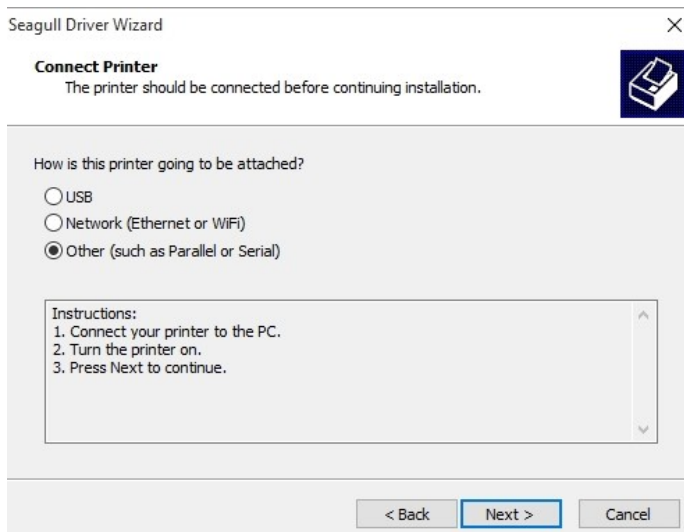 Seagull Driver Wizard
Connect Printer
The printer should be connected before continuing installation.
How is this printer going to be attached?
USB
Network (Ethernet or WiFi)
Other (such as Parallel or Serial)
Instructions:
1. Connect your printer to the PC.
2. Turn the printer on.
3. Press Next to continue.
< Back Next > Cancel